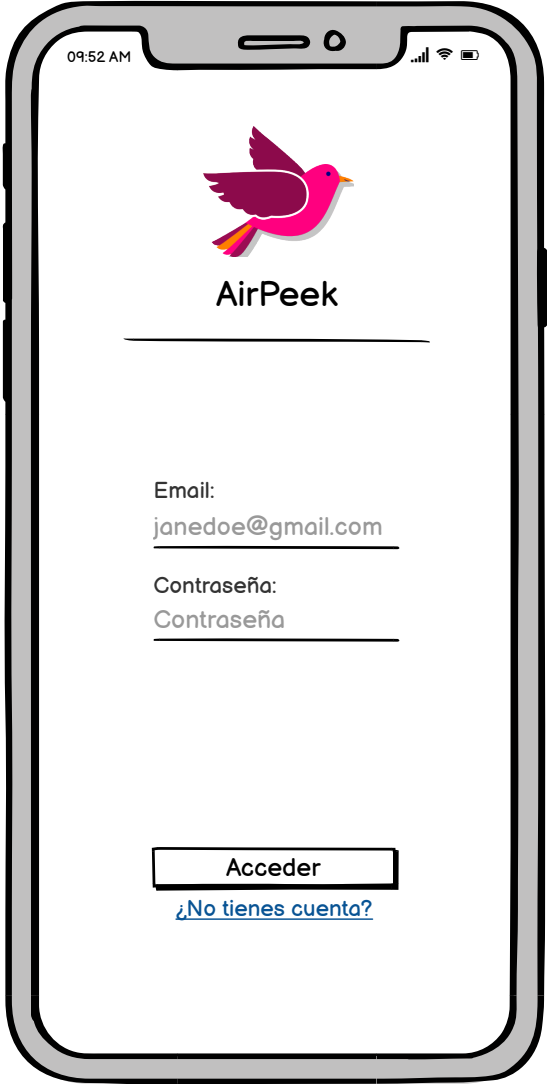 09:52 AM
AirPeek
Email:
janedoe@gmail.com
Contraseña:
Contraseña
Acceder
¿No tienes cuenta?